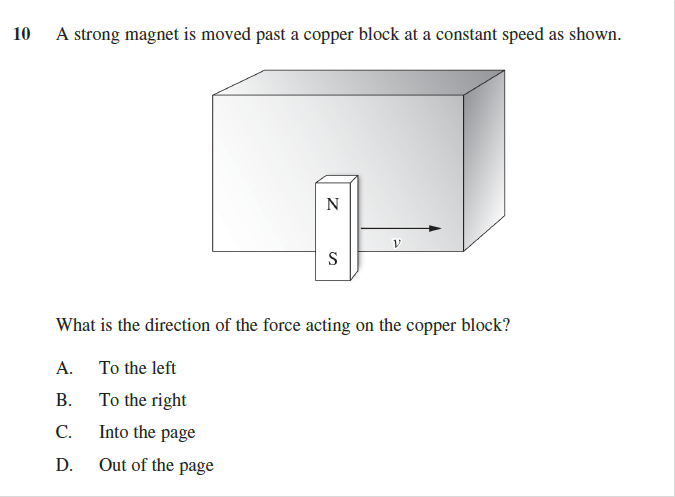 10 A strong magnet is moved past a copper block at a constant speed as shown.
N
v
S
What is the direction of the force acting on the copper block?
A. To the left
B. To the right
C. Into the page
D. Out of the page